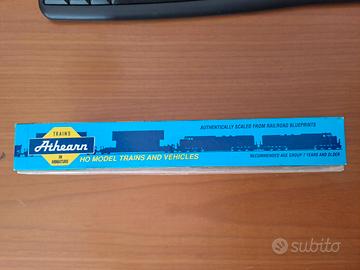 TRAINS
Athearn
IN MINIATURE
HO MODEL TRAINS AND VEHICLES
AUTHENTICALLY SCALED FROM RAILROAD BLUEPRINTS
RECOMMENDED AGE GROUP 7 YEARS AND OLDER
subito